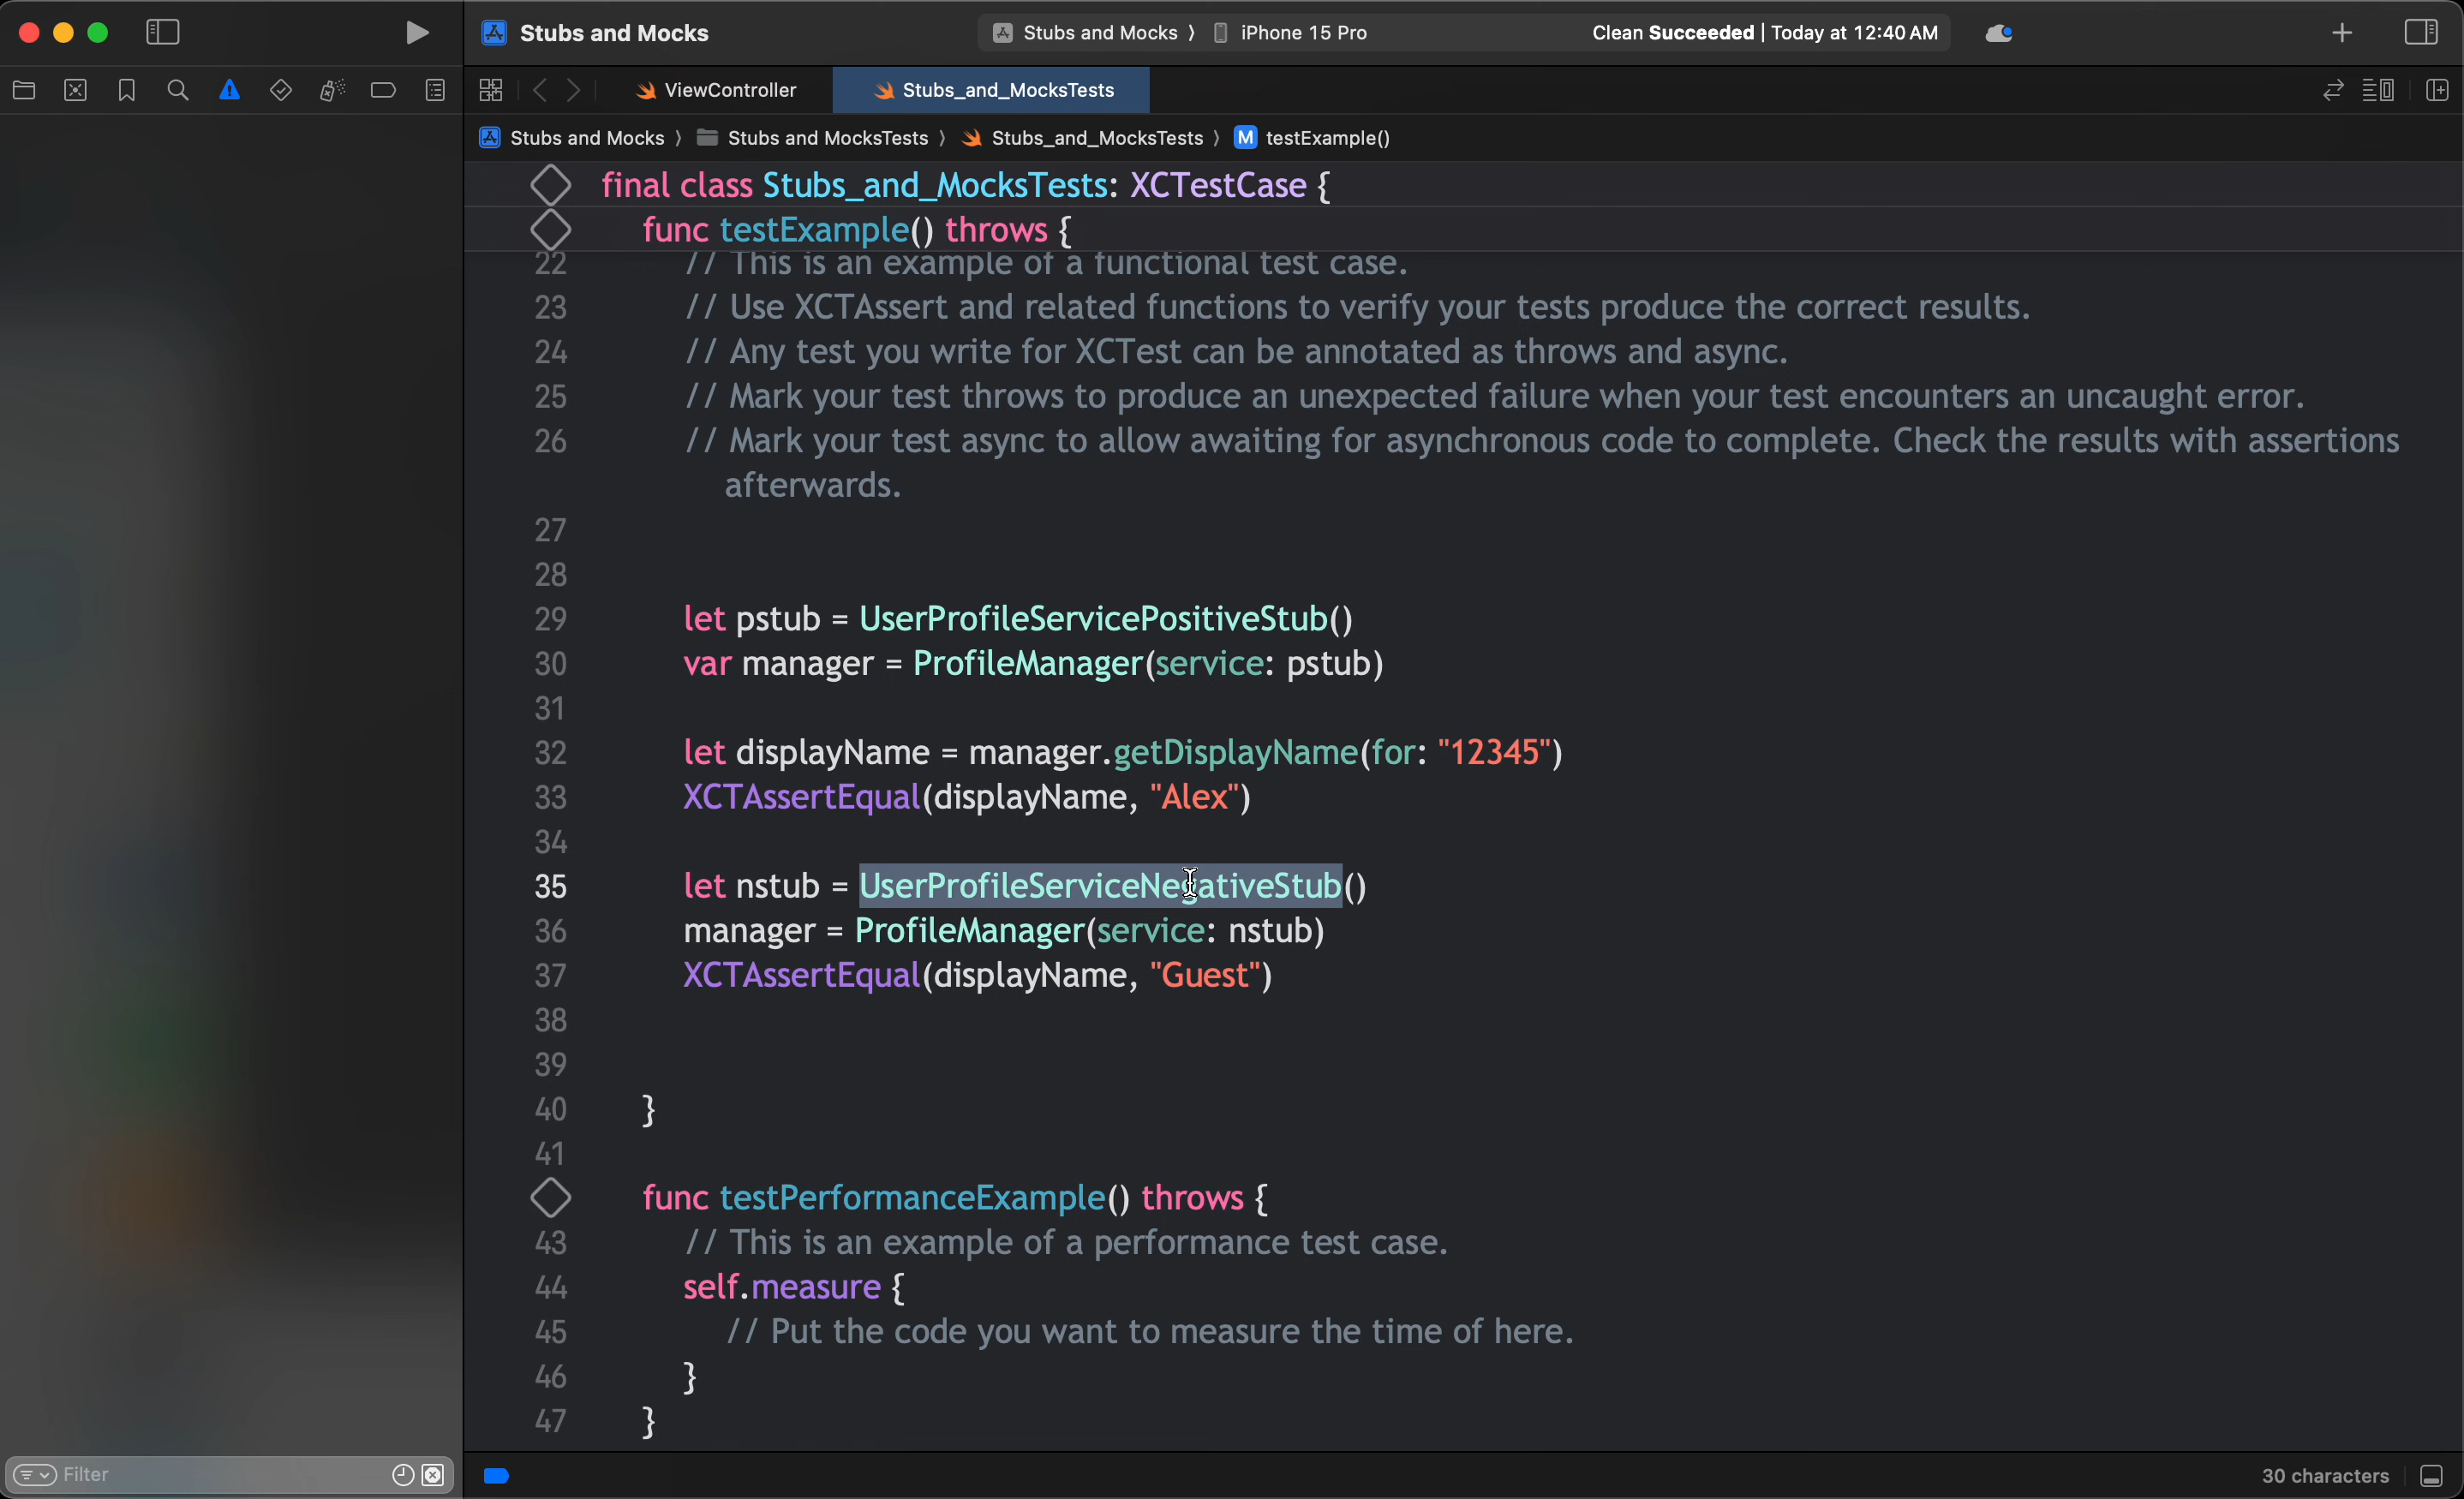 Stubs and Mocks
Stubs and Mocks 〉 iPhone 15 Pro
Clean Succeeded | Today at 12:40 AM
ViewController
Stubs_and_MocksTests
Stubs and Mocks 〉 Stubs and MocksTests 〉 Stubs_and_MocksTests 〉 M testExample()
final class Stubs_and_MocksTests: XCTestCase {
func testExample() throws {
22 // This is an example of a functional test case.
23 // Use XCTAssert and related functions to verify your tests produce the correct results.
24 // Any test you write for XCTest can be annotated as throws and async.
25 // Mark your test throws to produce an unexpected failure when your test encounters an uncaught error.
26 // Mark your test async to allow awaiting for asynchronous code to complete. Check the results with assertions
afterwards.
27
28
29 let pstub = UserProfileServicePositiveStub()
30 var manager = ProfileManager(service: pstub)
31
32 let displayName = manager.getDisplayName(for: "12345")
33 XCTAssertEqual(displayName, "Alex")
34
35 let nstub = UserProfileServiceNegativeStub()
36 manager = ProfileManager(service: nstub)
37 XCTAssertEqual(displayName, "Guest")
38
39
40 }
41
func testPerformanceExample() throws {
43 // This is an example of a performance test case.
44 self.measure {
45 // Put the code you want to measure the time of here.
46 }
47 }
Filter
30 characters